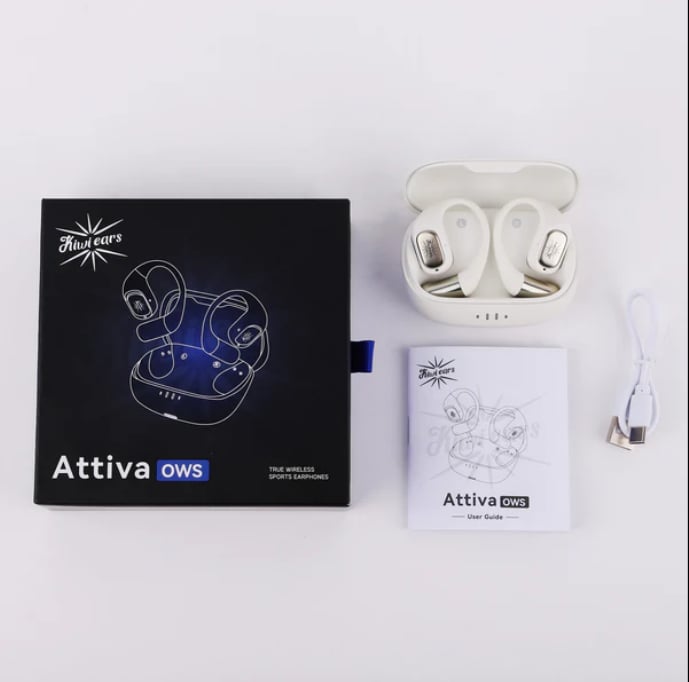 Kiwi ears
Attiva OWS
TRUE WIRELESS
SPORTS EARPHONES
L
Kiwi ears
Attiva OWS
User Guide